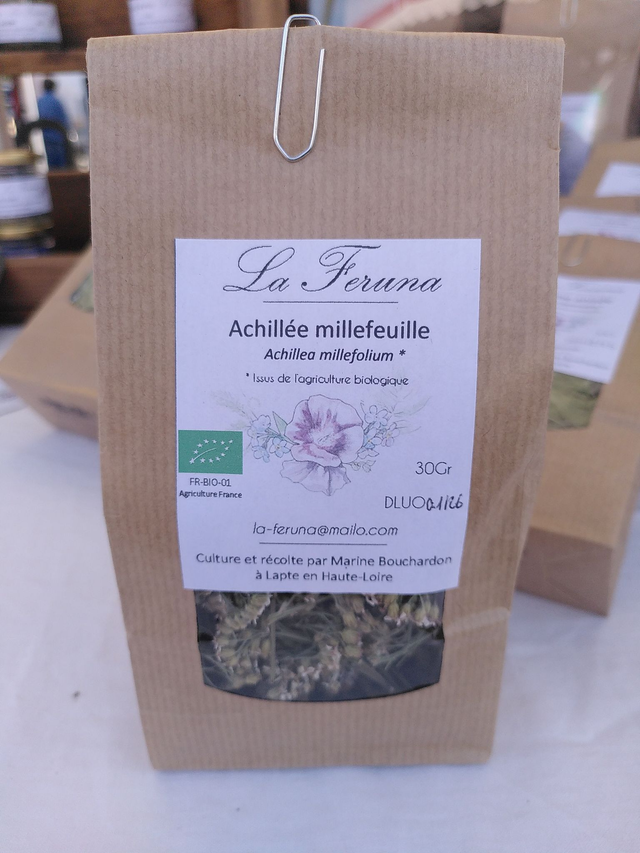 La Feruna
Achillée millefeuille
Achillea millefolium *
* Issus de l'agriculture biologique
FR-BIO-01
Agriculture France
30Gr
DLUO 01/26
la-feruna@mailo.com
Culture et récolte par Marine Bouchardon
à Lapte en Haute-Loire